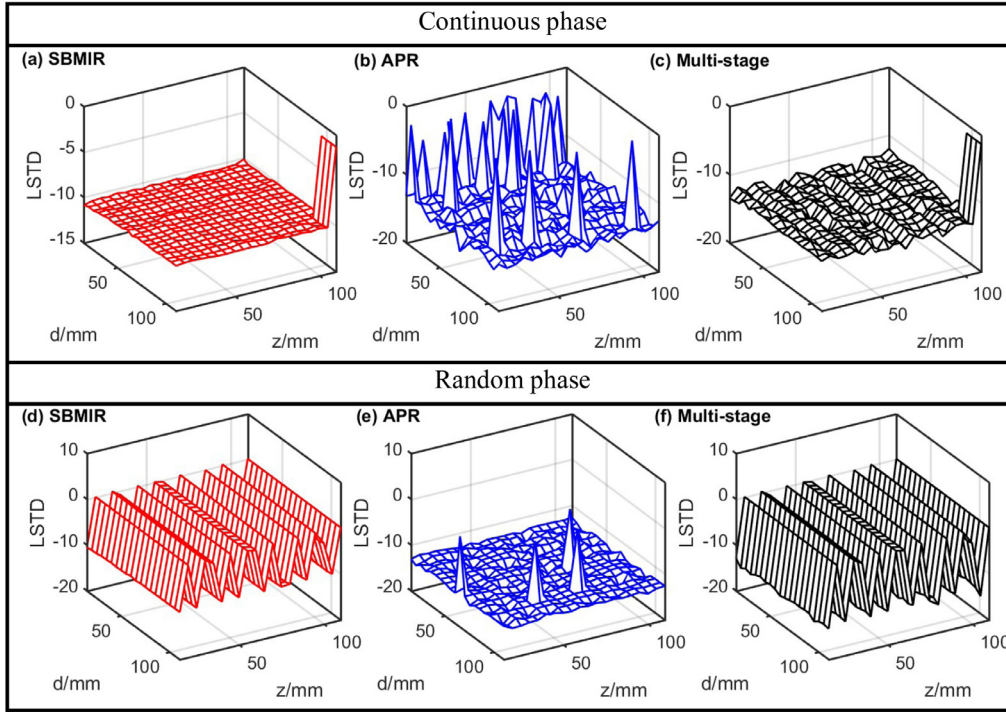 Continuous phase
(a) SBMIR
(b) APR
(c) Multi-stage
0
-5
-10
-15
LSTD
50
100
d/mm
50
100
z/mm
0
-10
-20
LSTD
50
100
d/mm
50
100
z/mm
0
-10
-20
LSTD
50
100
d/mm
50
100
z/mm
Random phase
(d) SBMIR
(e) APR
(f) Multi-stage
10
0
-10
-20
LSTD
50
100
d/mm
50
100
z/mm
10
0
-10
-20
LSTD
50
100
d/mm
50
100
z/mm
10
0
-10
-20
LSTD
50
100
d/mm
50
100
z/mm